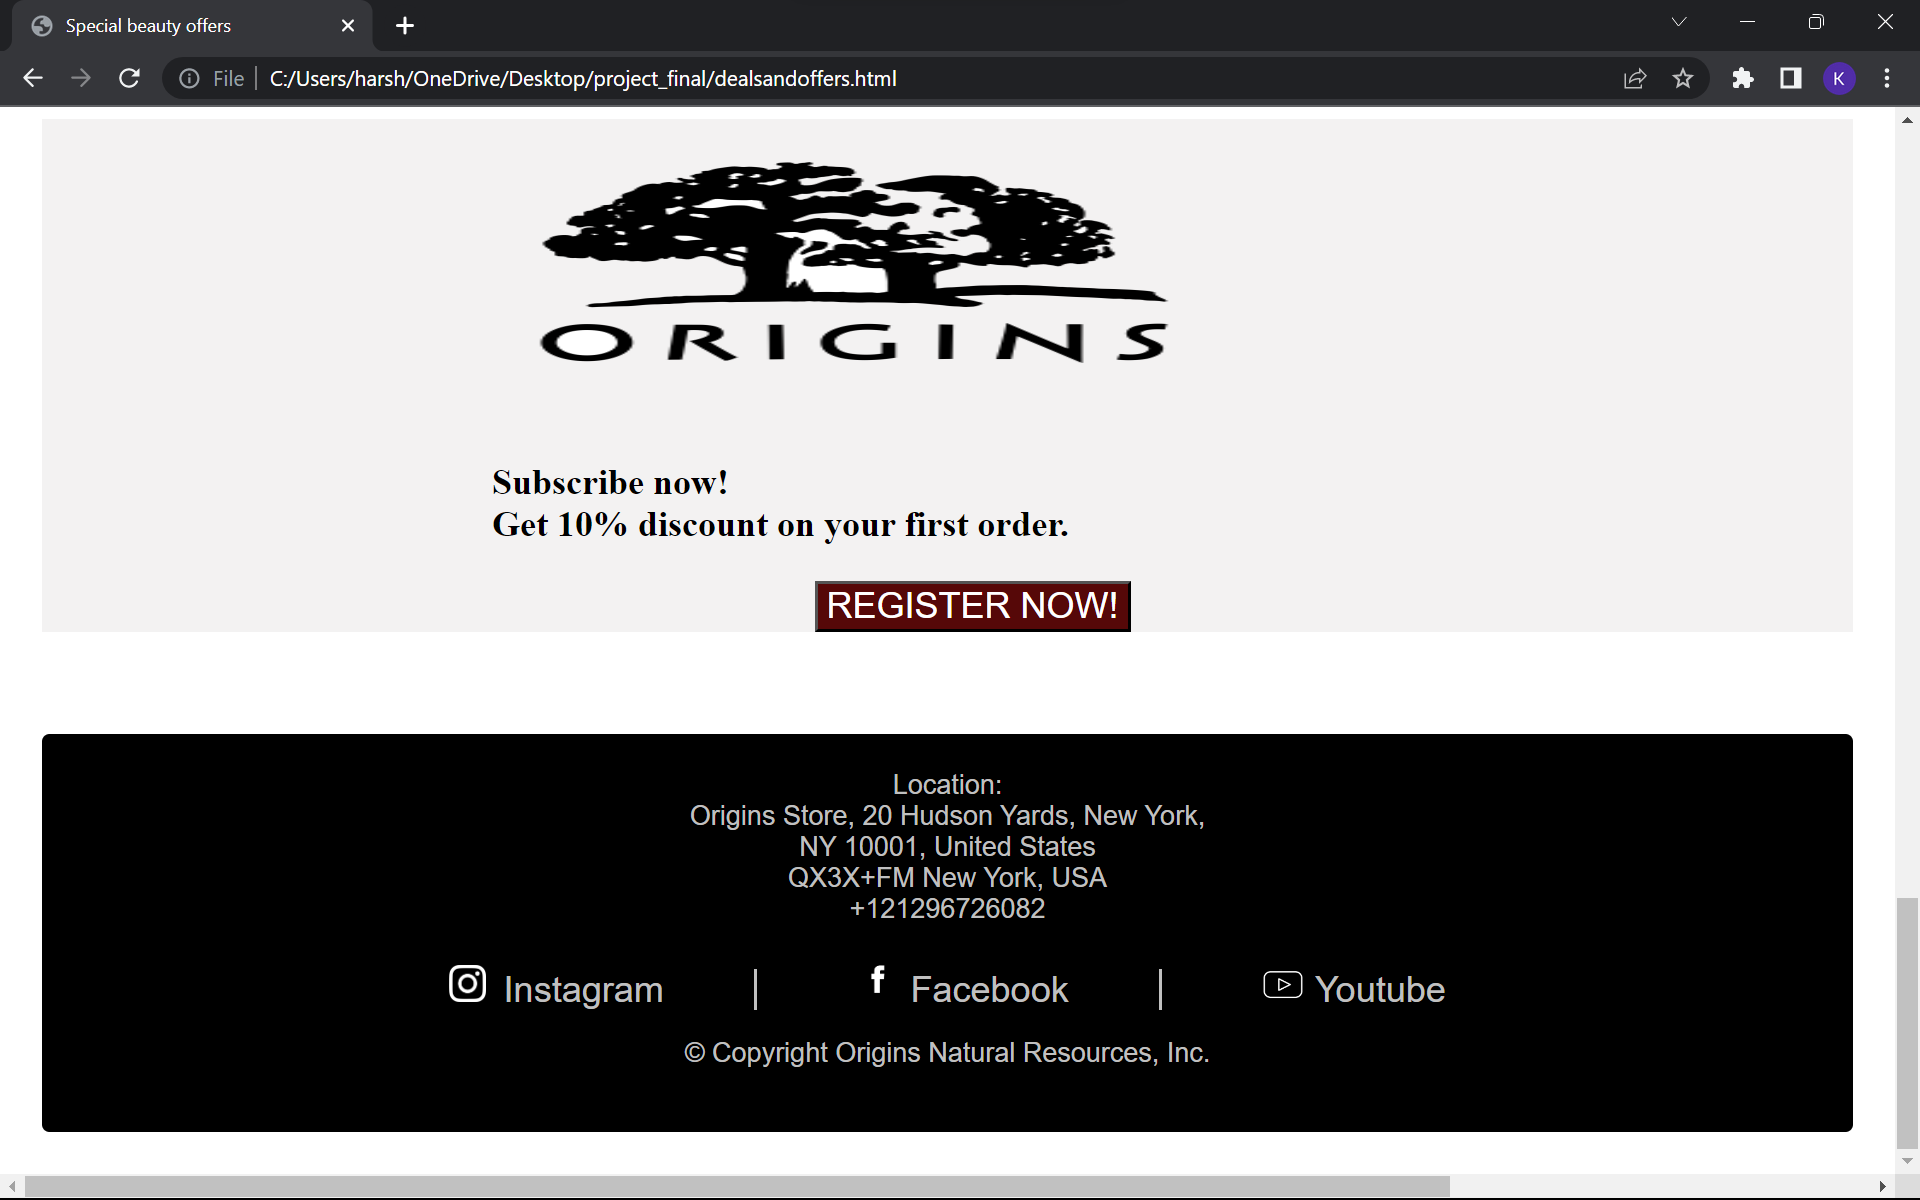 Special beauty offers
File
C:/Users/harsh/OneDrive/Desktop/project_final/dealsandoffers.html
K
ORIGINS
Subscribe now!
Get 10% discount on your first order.
REGISTER NOW!
Location:
Origins Store, 20 Hudson Yards, New York,
NY 10001, United States
QX3X+FM New York, USA
+121296726082
Instagram | Facebook | Youtube
© Copyright Origins Natural Resources, Inc.